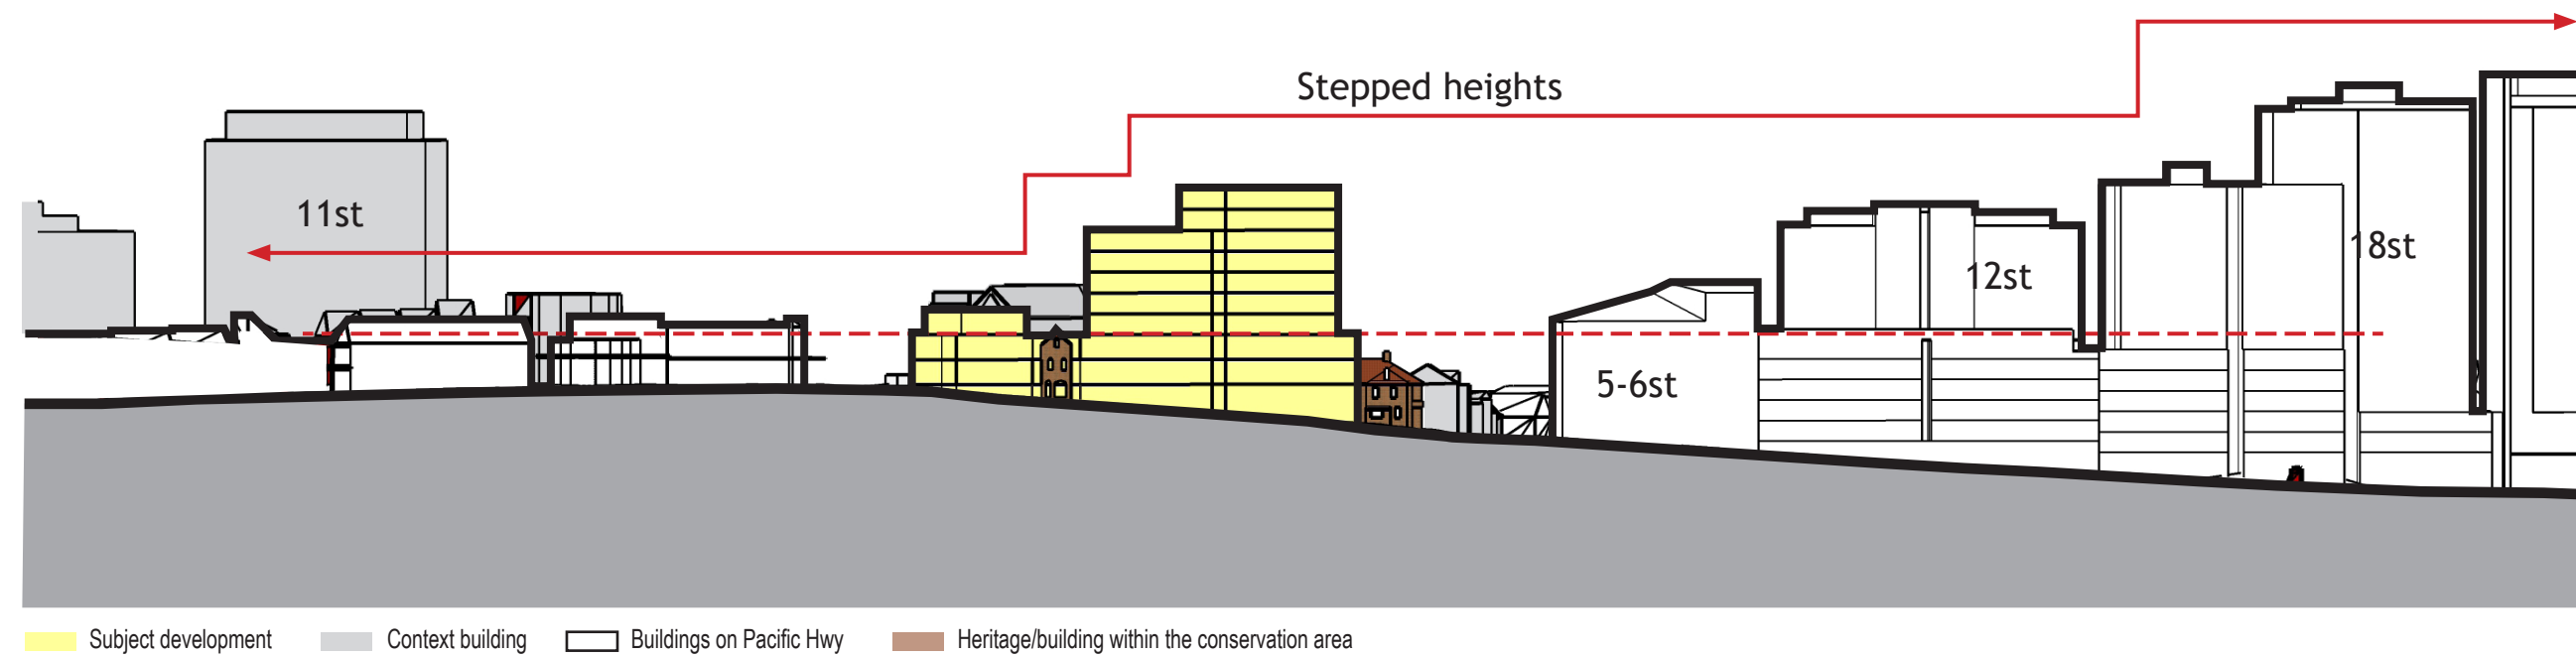 Stepped heights
11st
18st
12st
5-6st
Subject development
Context building
Buildings on Pacific Hwy
Heritage/building within the conservation area